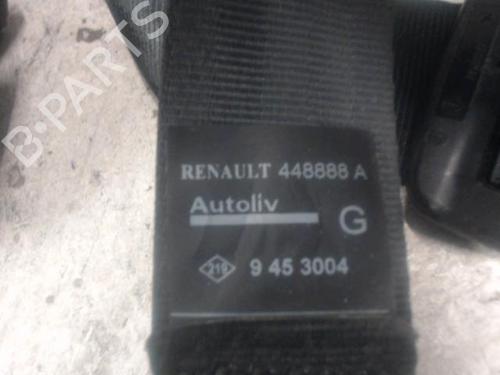 B-PARTS
RENAULT 448888 A
Autoliv
G
219 9 45 3004